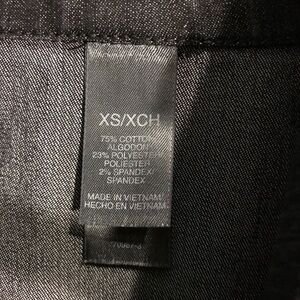 XS/XCH
75% COTTON/
ALGODON
23% POLYESTER/
POLIESTER
2% SPANDEX/
SPANDEX
MADE IN VIETNAM/
HECHO EN VIETNAM